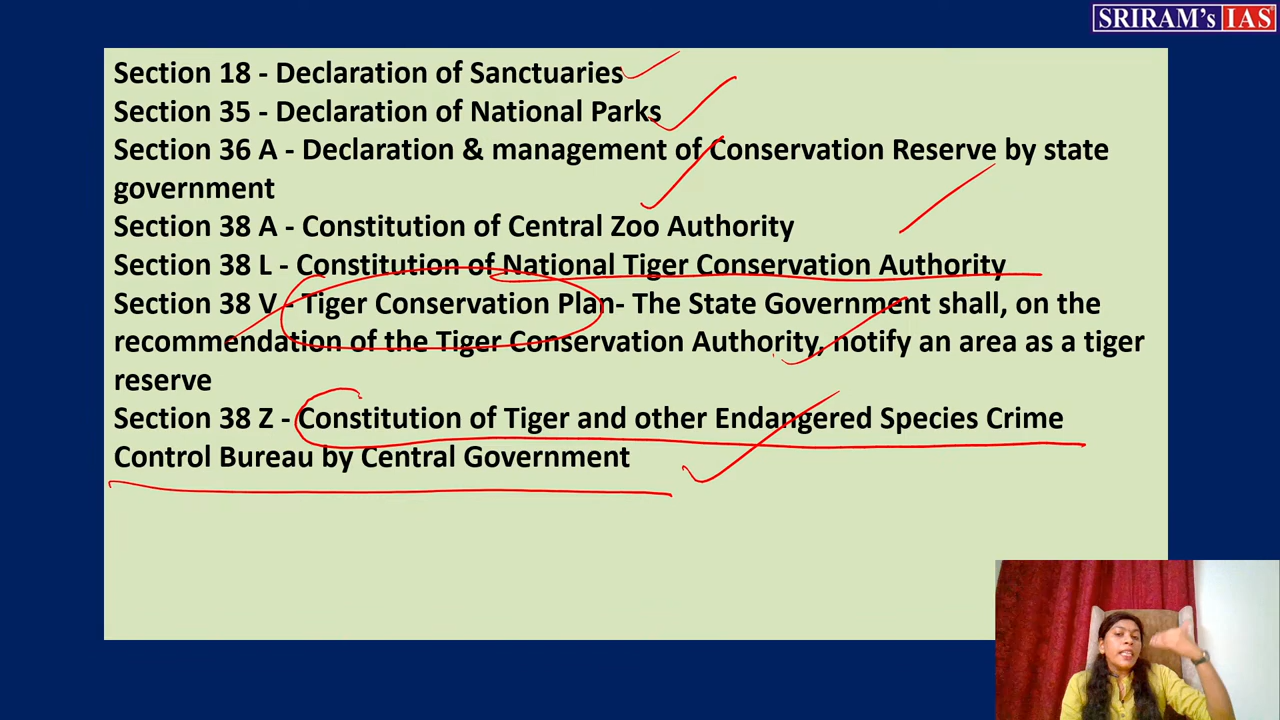 SRIRAM's IAS
Section 18 - Declaration of Sanctuaries
Section 35 - Declaration of National Parks
Section 36 A - Declaration & management of Conservation Reserve by state
government
Section 38 A - Constitution of Central Zoo Authority
Section 38 L - Constitution of National Tiger Conservation Authority
Section 38 V - Tiger Conservation Plan- The State Government shall, on the
recommendation of the Tiger Conservation Authority, notify an area as a tiger
reserve
Section 38 Z - Constitution of Tiger and other Endangered Species Crime
Control Bureau by Central Government